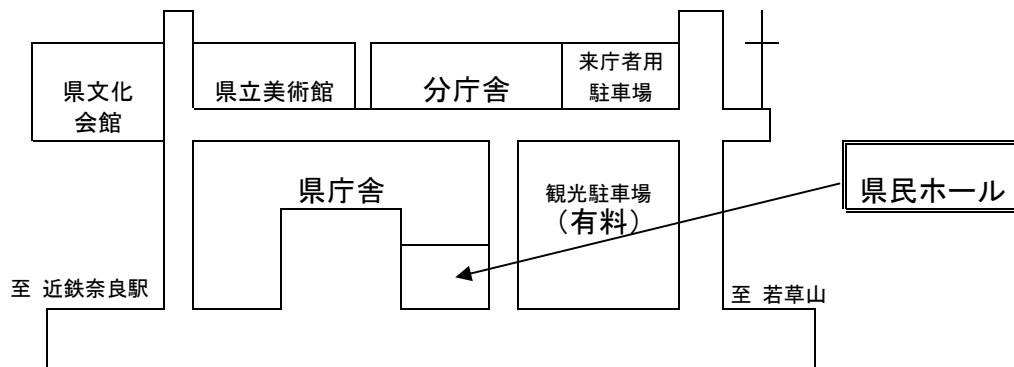 県文化
会館
県立美術館
分庁舎
来庁者用
駐車場
県庁舎
観光駐車場
（有料）
県民ホール
至 近鉄奈良駅
至 若草山